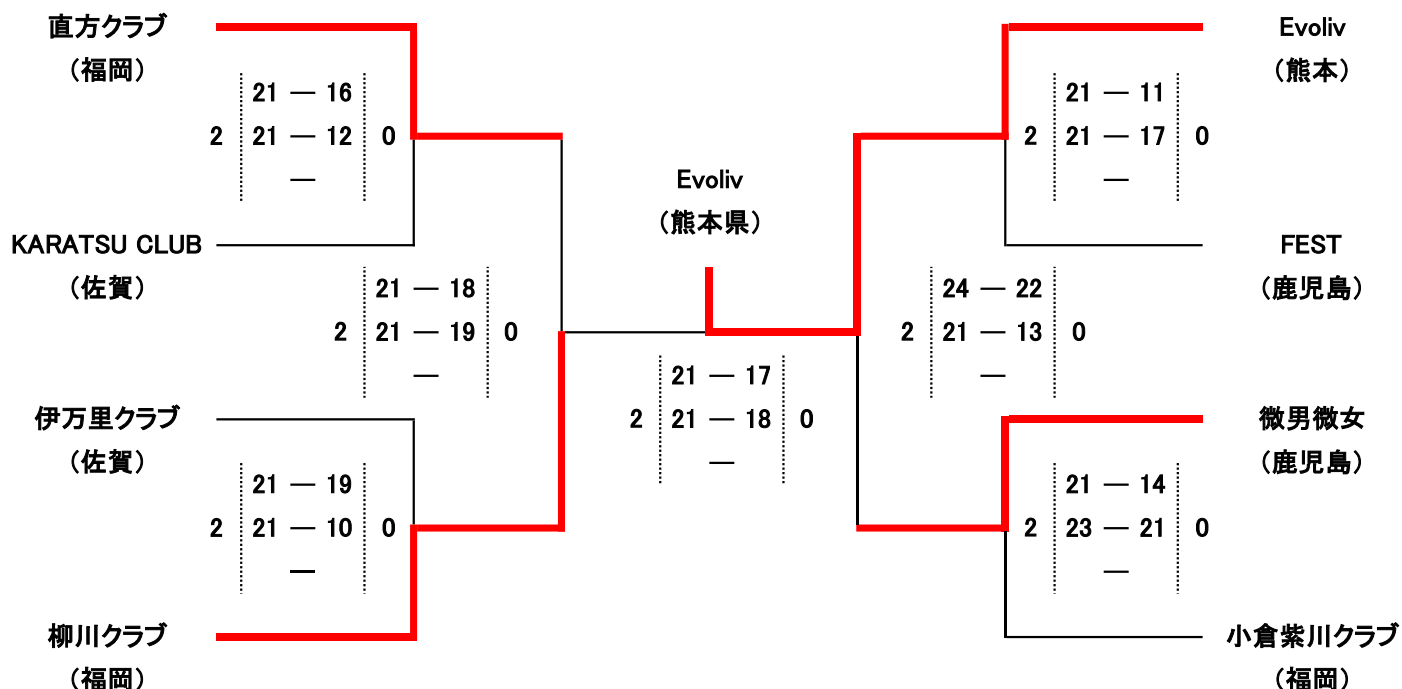 直方クラブ
（福岡）
21 — 16
2 21 — 12 0
—
KARATSU CLUB
（佐賀）
21 — 18
2 21 — 19 0
—
伊万里クラブ
（佐賀）
21 — 19
2 21 — 10 0
—
柳川クラブ
（福岡）
Evoliv
（熊本県）
21 — 17
2 21 — 18 0
—
Evoliv
（熊本）
21 — 11
2 21 — 17 0
—
FEST
（鹿児島）
24 — 22
2 21 — 13 0
—
微男微女
（鹿児島）
21 — 14
2 23 — 21 0
—
小倉紫川クラブ
（福岡）